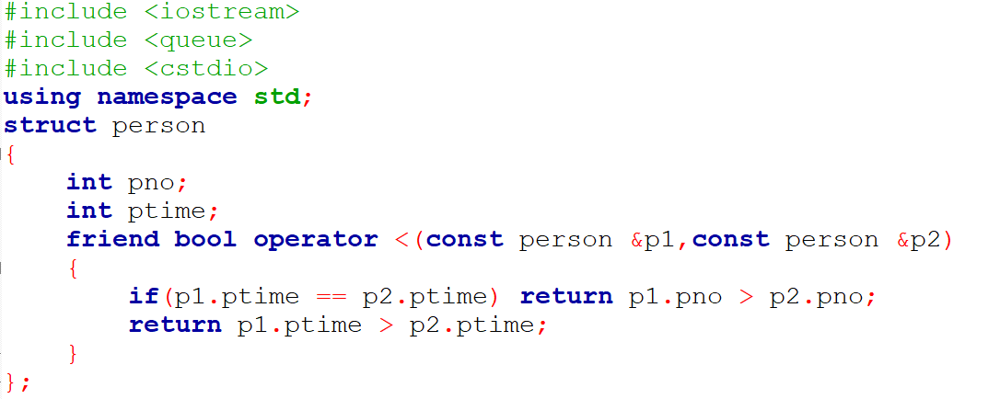 #include <iostream>
#include <queue>
#include <cstdio>
using namespace std;
struct person
{
    int pno;
    int ptime;
    friend bool operator <(const person &p1,const person &p2)
    {
        if(p1.ptime == p2.ptime) return p1.pno > p2.pno;
        return p1.ptime > p2.ptime;
    }
};